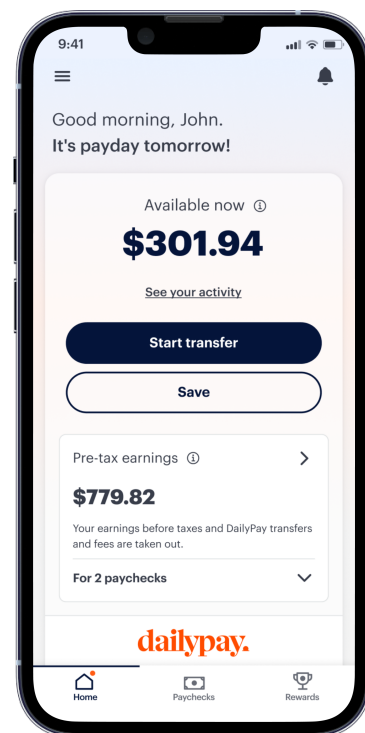 9:41
Good morning, John.
It's payday tomorrow!
Available now
$301.94
See your activity
Start transfer
Save
Pre-tax earnings
$779.82
Your earnings before taxes and DailyPay transfers
and fees are taken out.
For 2 paychecks
dailypay.
Home Paychecks Rewards